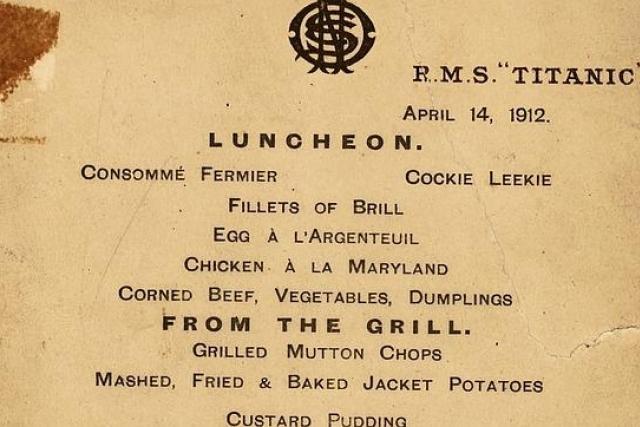 R.M.S. "TITANIC"
APRIL 14, 1912.
LUNCHEON.
CONSOMMÉ FERMIER COCKIE LEEKIE
FILLETS OF BRILL
EGG À L'ARGENTEUIL
CHICKEN À LA MARYLAND
CORNED BEEF, VEGETABLES, DUMPLINGS
FROM THE GRILL.
GRILLED MUTTON CHOPS
MASHED, FRIED & BAKED JACKET POTATOES
CUSTARD PUDDING